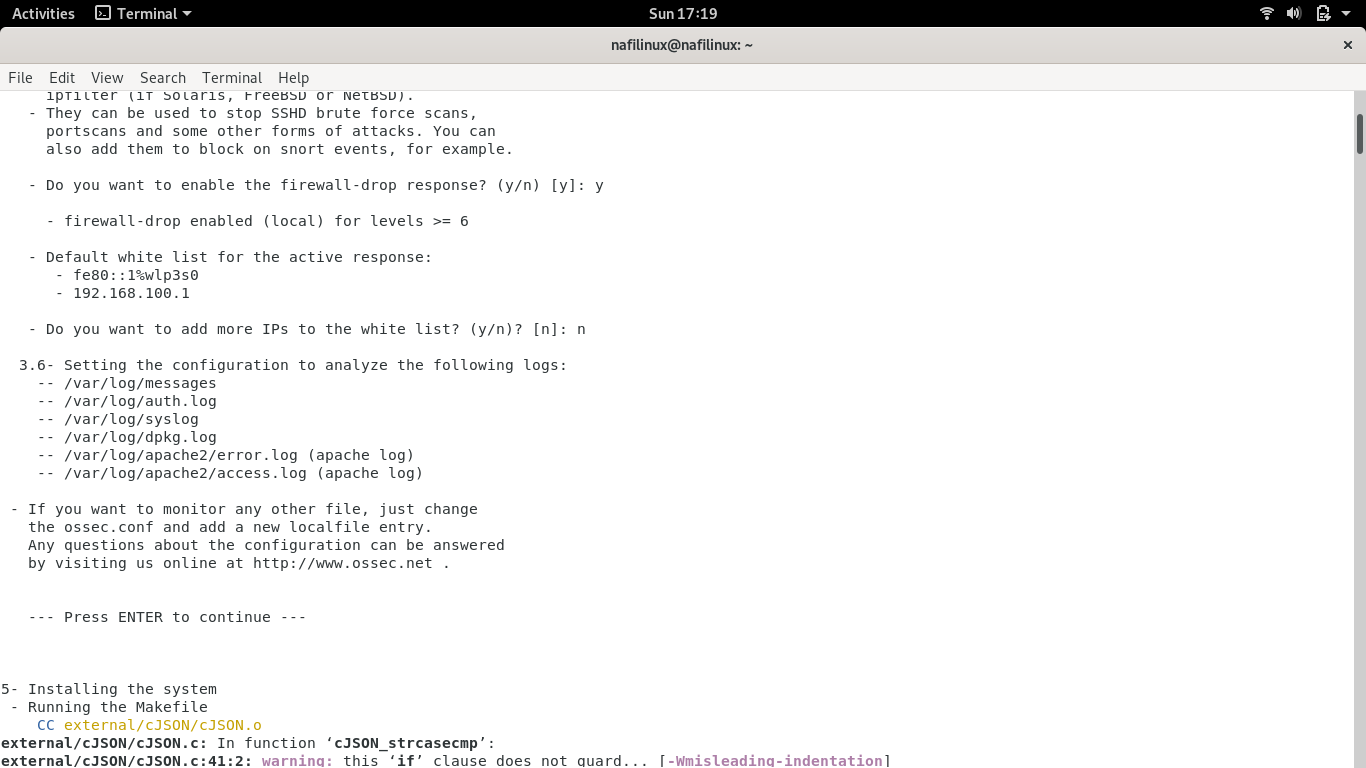 Activities Terminal Sun 17:19
nafilinux@nafilinux: ~ ×
File Edit View Search Terminal Help
ipfilter (if Solaris, FreeBSD or NetBSD).
- They can be used to stop SSHD brute force scans,
portscans and some other forms of attacks. You can
also add them to block on snort events, for example.
- Do you want to enable the firewall-drop response? (y/n) [y]: y
- firewall-drop enabled (local) for levels >= 6
- Default white list for the active response:
- fe80::1%wlp3s0
- 192.168.100.1
- Do you want to add more IPs to the white list? (y/n)? [n]: n
3.6- Setting the configuration to analyze the following logs:
-- /var/log/messages
-- /var/log/auth.log
-- /var/log/syslog
-- /var/log/dpkg.log
-- /var/log/apache2/error.log (apache log)
-- /var/log/apache2/access.log (apache log)
- If you want to monitor any other file, just change
the ossec.conf and add a new localfile entry.
Any questions about the configuration can be answered
by visiting us online at http://www.ossec.net .
--- Press ENTER to continue ---
5- Installing the system
- Running the Makefile
CC external/cJSON/cJSON.o
external/cJSON/cJSON.c: In function ‘cJSON_strcasecmp’:
external/cJSON/cJSON.c:41:2: warning: this ‘if’ clause does not guard... [-Wmisleading-indentation]